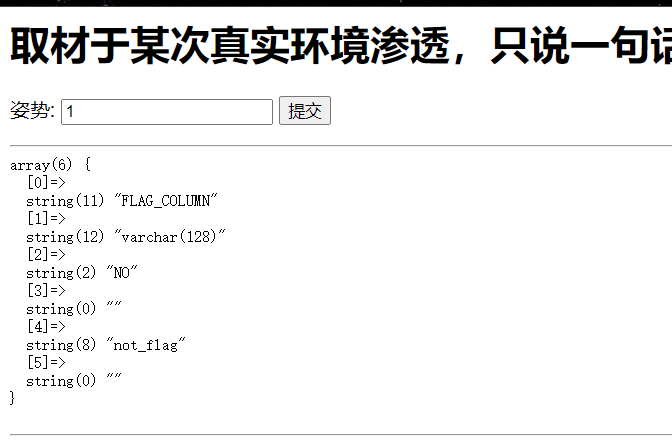 取材于某次真实环境渗透，只说一句话
姿势: 1 提交
array(6) {
  [0]=>
  string(11) "FLAG_COLUMN"
  [1]=>
  string(12) "varchar(128)"
  [2]=>
  string(2) "NO"
  [3]=>
  string(0) ""
  [4]=>
  string(8) "not_flag"
  [5]=>
  string(0) ""
}